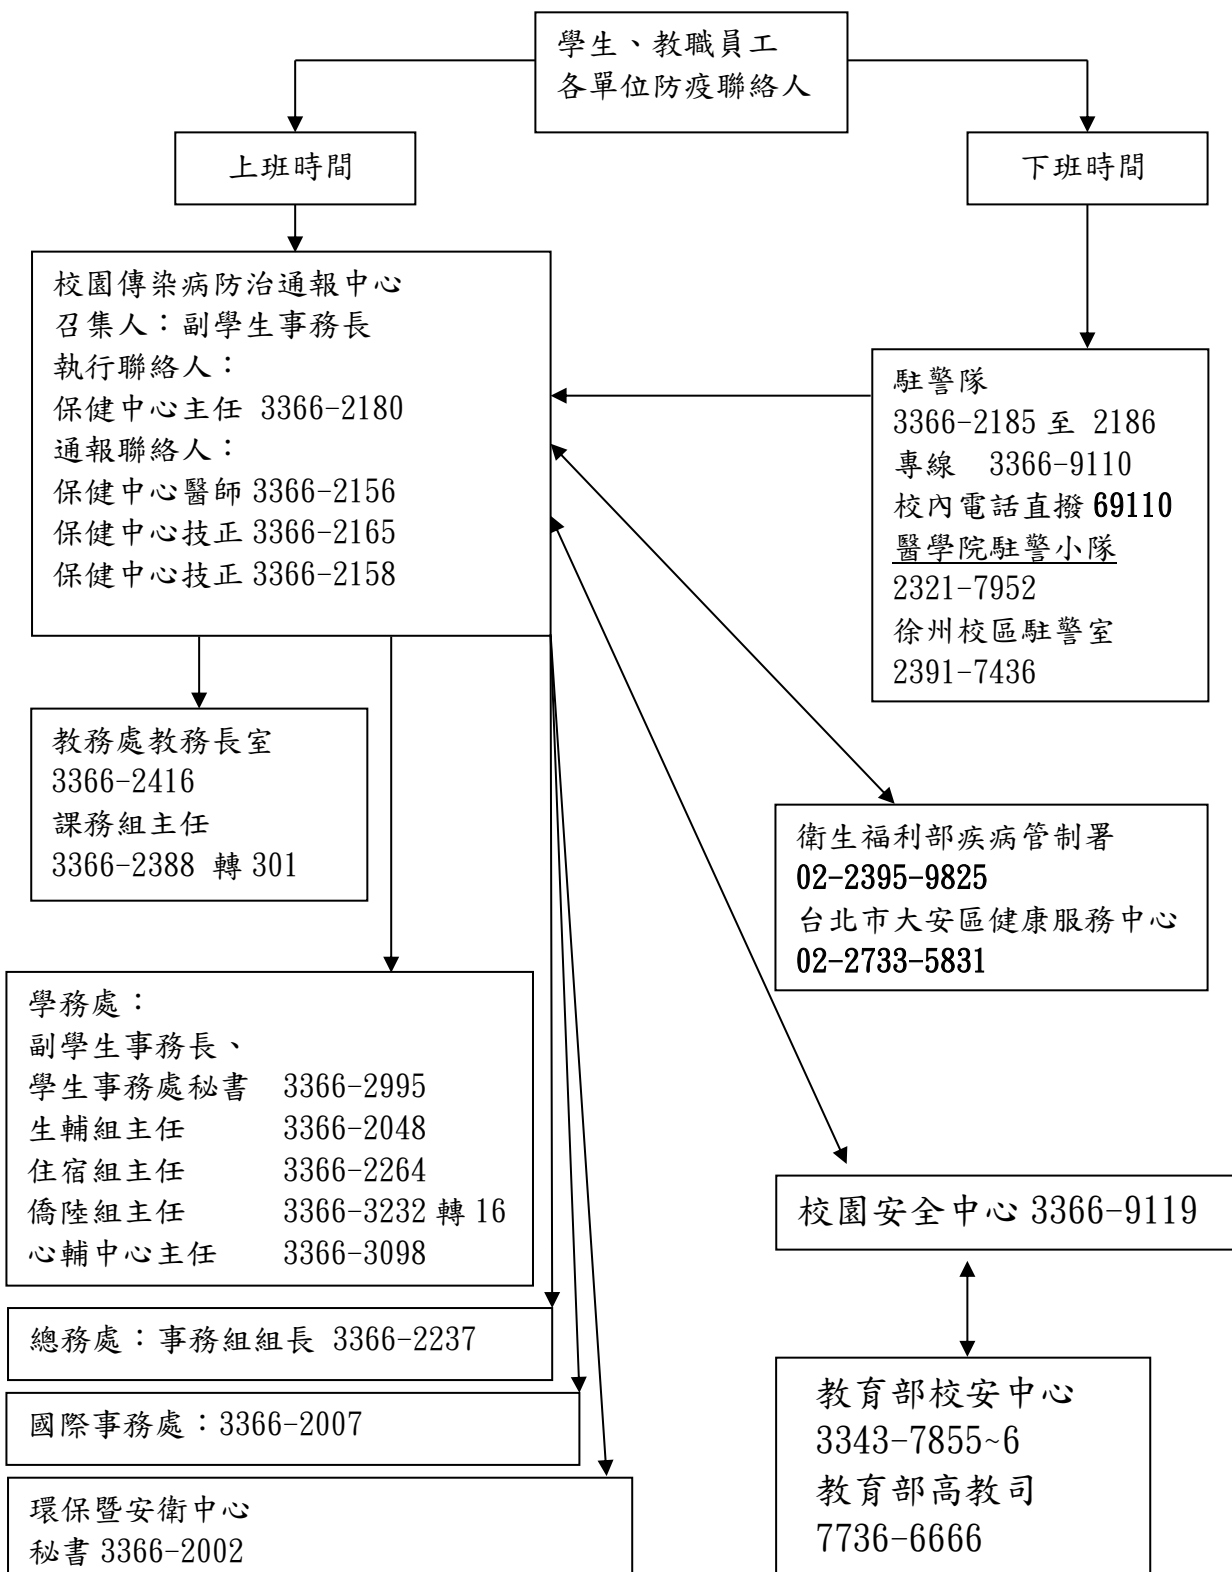 學生、教職員工
各單位防疫聯絡人
上班時間
下班時間
校園傳染病防治通報中心
召集人：副學生事務長
執行聯絡人：
保健中心主任 3366-2180
通報聯絡人：
保健中心醫師 3366-2156
保健中心技正 3366-2165
保健中心技正 3366-2158
駐警隊
3366-2185 至 2186
專線 3366-9110
校內電話直撥 69110
醫學院駐警小隊
2321-7952
徐州校區駐警室
2391-7436
教務處教務長室
3366-2416
課務組主任
3366-2388 轉 301
衛生福利部疾病管制署
02-2395-9825
台北市大安區健康服務中心
02-2733-5831
學務處：
副學生事務長、
學生事務處秘書 3366-2995
生輔組主任 3366-2048
住宿組主任 3366-2264
僑陸組主任 3366-3232 轉 16
心輔中心主任 3366-3098
校園安全中心 3366-9119
總務處：事務組組長 3366-2237
國際事務處：3366-2007
環保暨安衛中心
秘書 3366-2002
教育部校安中心
3343-7855~6
教育部高教司
7736-6666